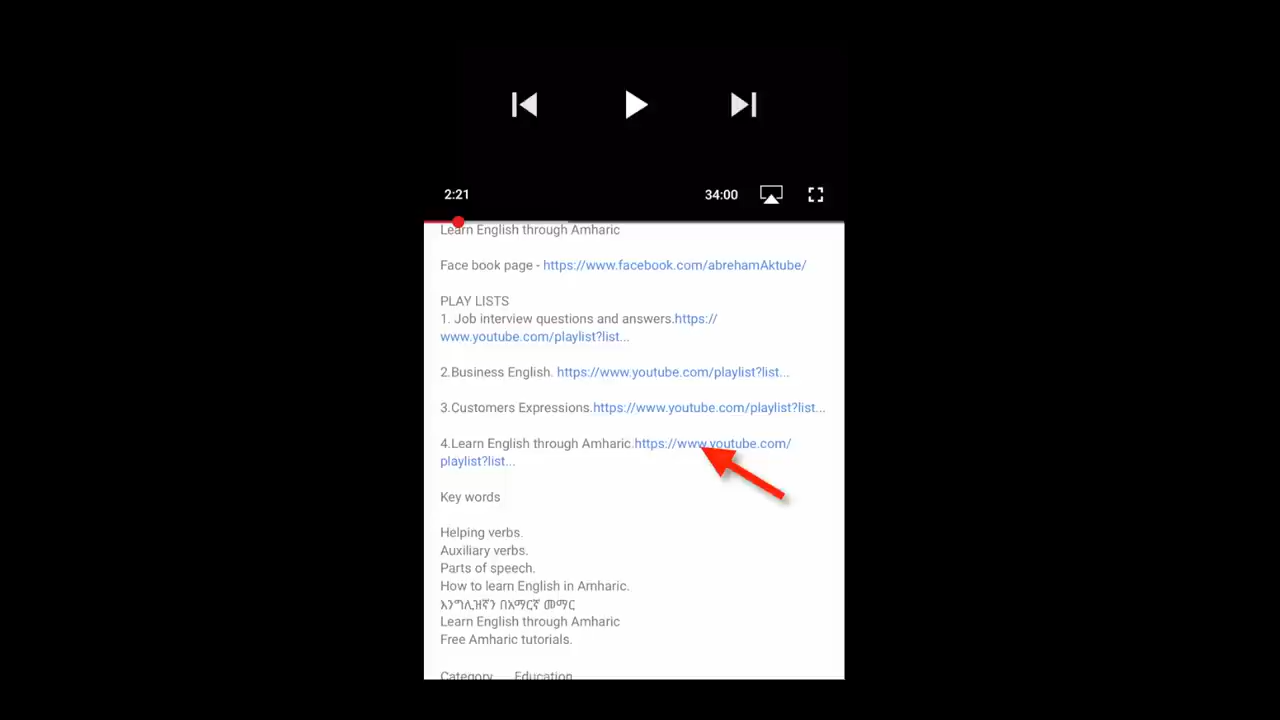 2:21
34:00
Learn English through Amharic
Face book page - https://www.facebook.com/abrehamAktube/
PLAY LISTS
1. Job interview questions and answers.https://
www.youtube.com/playlist?list...
2.Business English. https://www.youtube.com/playlist?list...
3.Customers Expressions.https://www.youtube.com/playlist?list...
4.Learn English through Amharic.https://www.youtube.com/
playlist?list...
Key words
Helping verbs.
Auxiliary verbs.
Parts of speech.
How to learn English in Amharic.
እንግሊዝኛን በአማርኛ መማር
Learn English through Amharic
Free Amharic tutorials.
Category Education